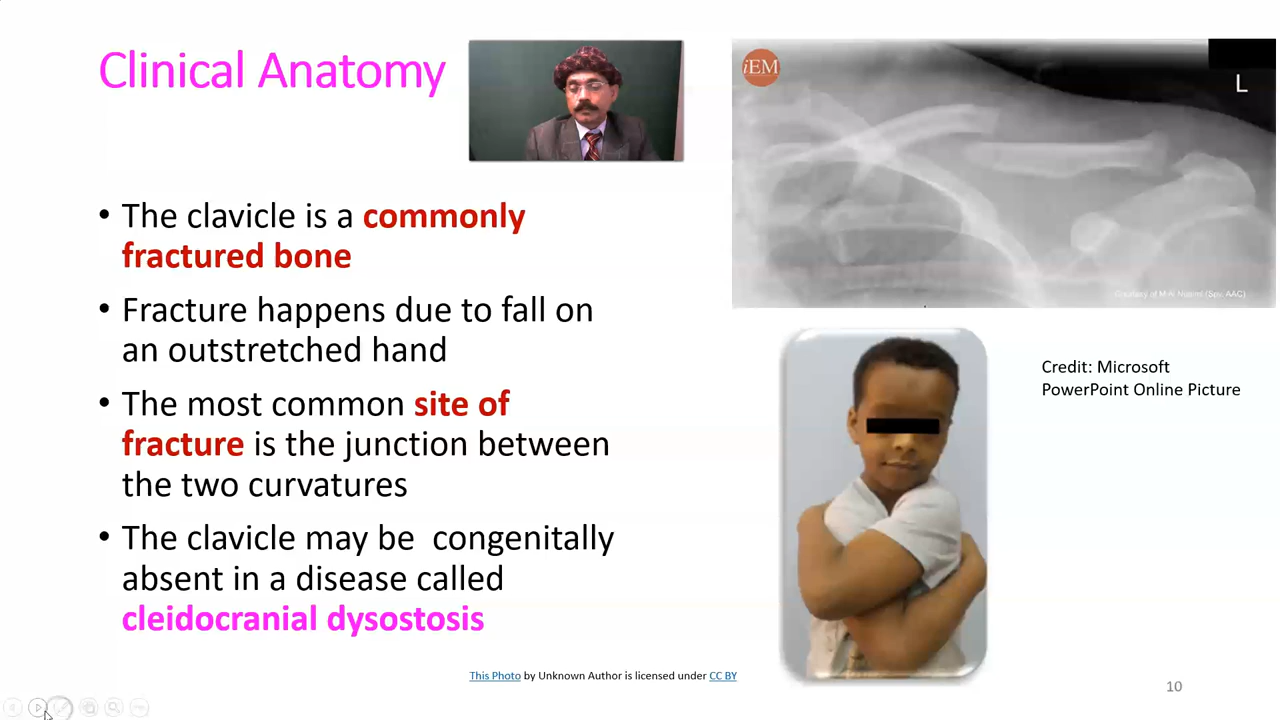 Clinical Anatomy
iEM
L
• The clavicle is a commonly
fractured bone
• Fracture happens due to fall on
an outstretched hand
• The most common site of
fracture is the junction between
the two curvatures
• The clavicle may be  congenitally
absent in a disease called
cleidocranial dysostosis
Credit: Microsoft
PowerPoint Online Picture
This Photo by Unknown Author is licensed under CC BY
10